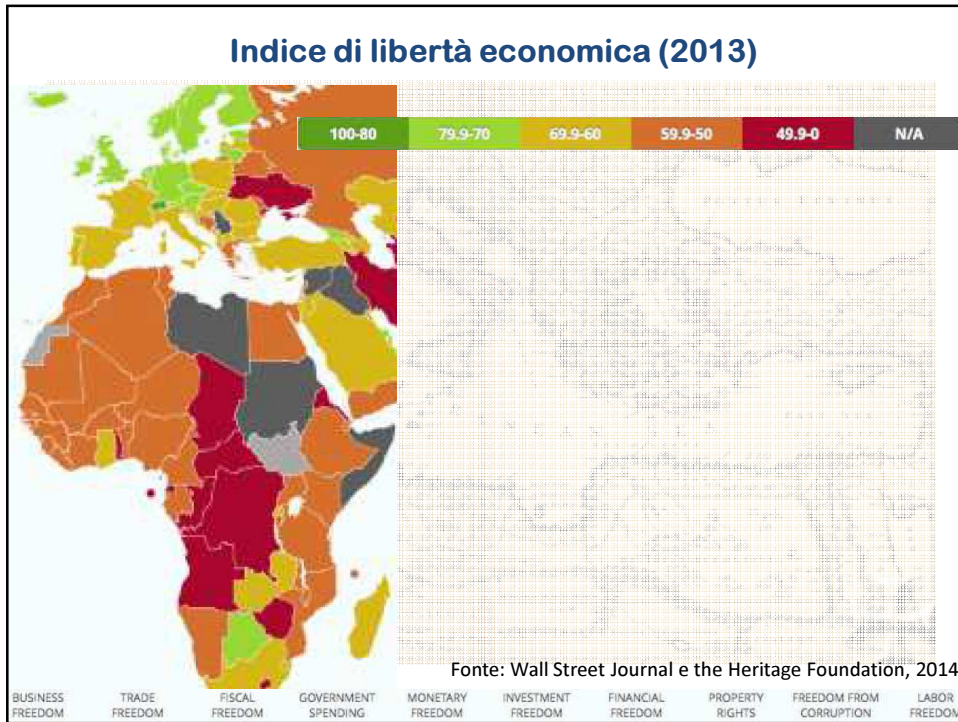 Indice di libertà economica (2013)
100-80 79.9-70 69.9-60 59.9-50 49.9-0 N/A
Fonte: Wall Street Journal e the Heritage Foundation, 2014
BUSINESS FREEDOM TRADE FREEDOM FISCAL FREEDOM GOVERNMENT SPENDING MONETARY FREEDOM INVESTMENT FREEDOM FINANCIAL FREEDOM PROPERTY RIGHTS FREEDOM FROM CORRUPTION LABOR FREEDOM